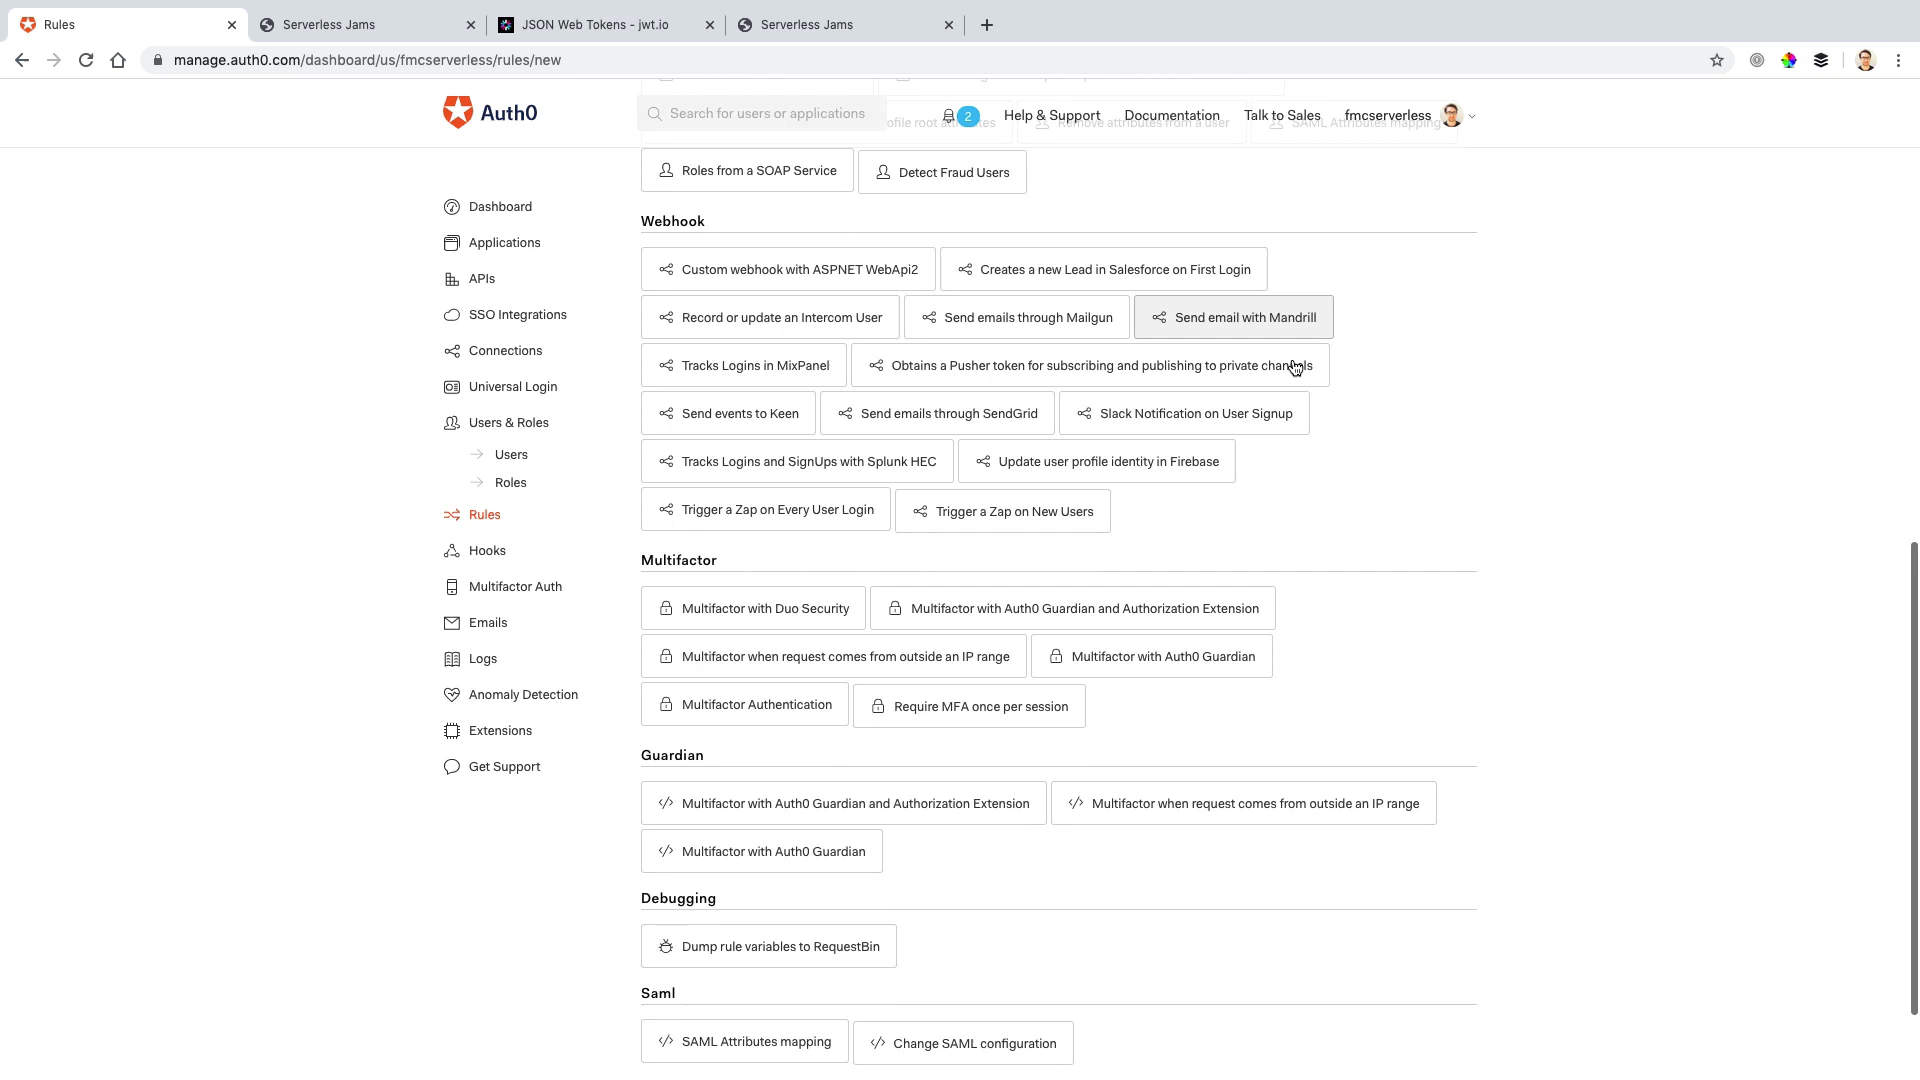 Rules
Serverless Jams
JSON Web Tokens - jwt.io
Serverless Jams
manage.auth0.com/dashboard/us/fmcserverless/rules/new
Auth0
Search for users or applications
2
Help & Support
Documentation
Talk to Sales
fmcserverless
ofile root attributes
Remove attributes from a user
SAML Attributes mapping
Dashboard
Applications
APIs
SSO Integrations
Connections
Universal Login
Users & Roles
Users
Roles
Rules
Hooks
Multifactor Auth
Emails
Logs
Anomaly Detection
Extensions
Get Support
Roles from a SOAP Service
Detect Fraud Users
Webhook
Custom webhook with ASPNET WebApi2
Creates a new Lead in Salesforce on First Login
Record or update an Intercom User
Send emails through Mailgun
Send email with Mandrill
Tracks Logins in MixPanel
Obtains a Pusher token for subscribing and publishing to private channels
Send events to Keen
Send emails through SendGrid
Slack Notification on User Signup
Tracks Logins and SignUps with Splunk HEC
Update user profile identity in Firebase
Trigger a Zap on Every User Login
Trigger a Zap on New Users
Multifactor
Multifactor with Duo Security
Multifactor with Auth0 Guardian and Authorization Extension
Multifactor when request comes from outside an IP range
Multifactor with Auth0 Guardian
Multifactor Authentication
Require MFA once per session
Guardian
Multifactor with Auth0 Guardian and Authorization Extension
Multifactor when request comes from outside an IP range
Multifactor with Auth0 Guardian
Debugging
Dump rule variables to RequestBin
Saml
SAML Attributes mapping
Change SAML configuration